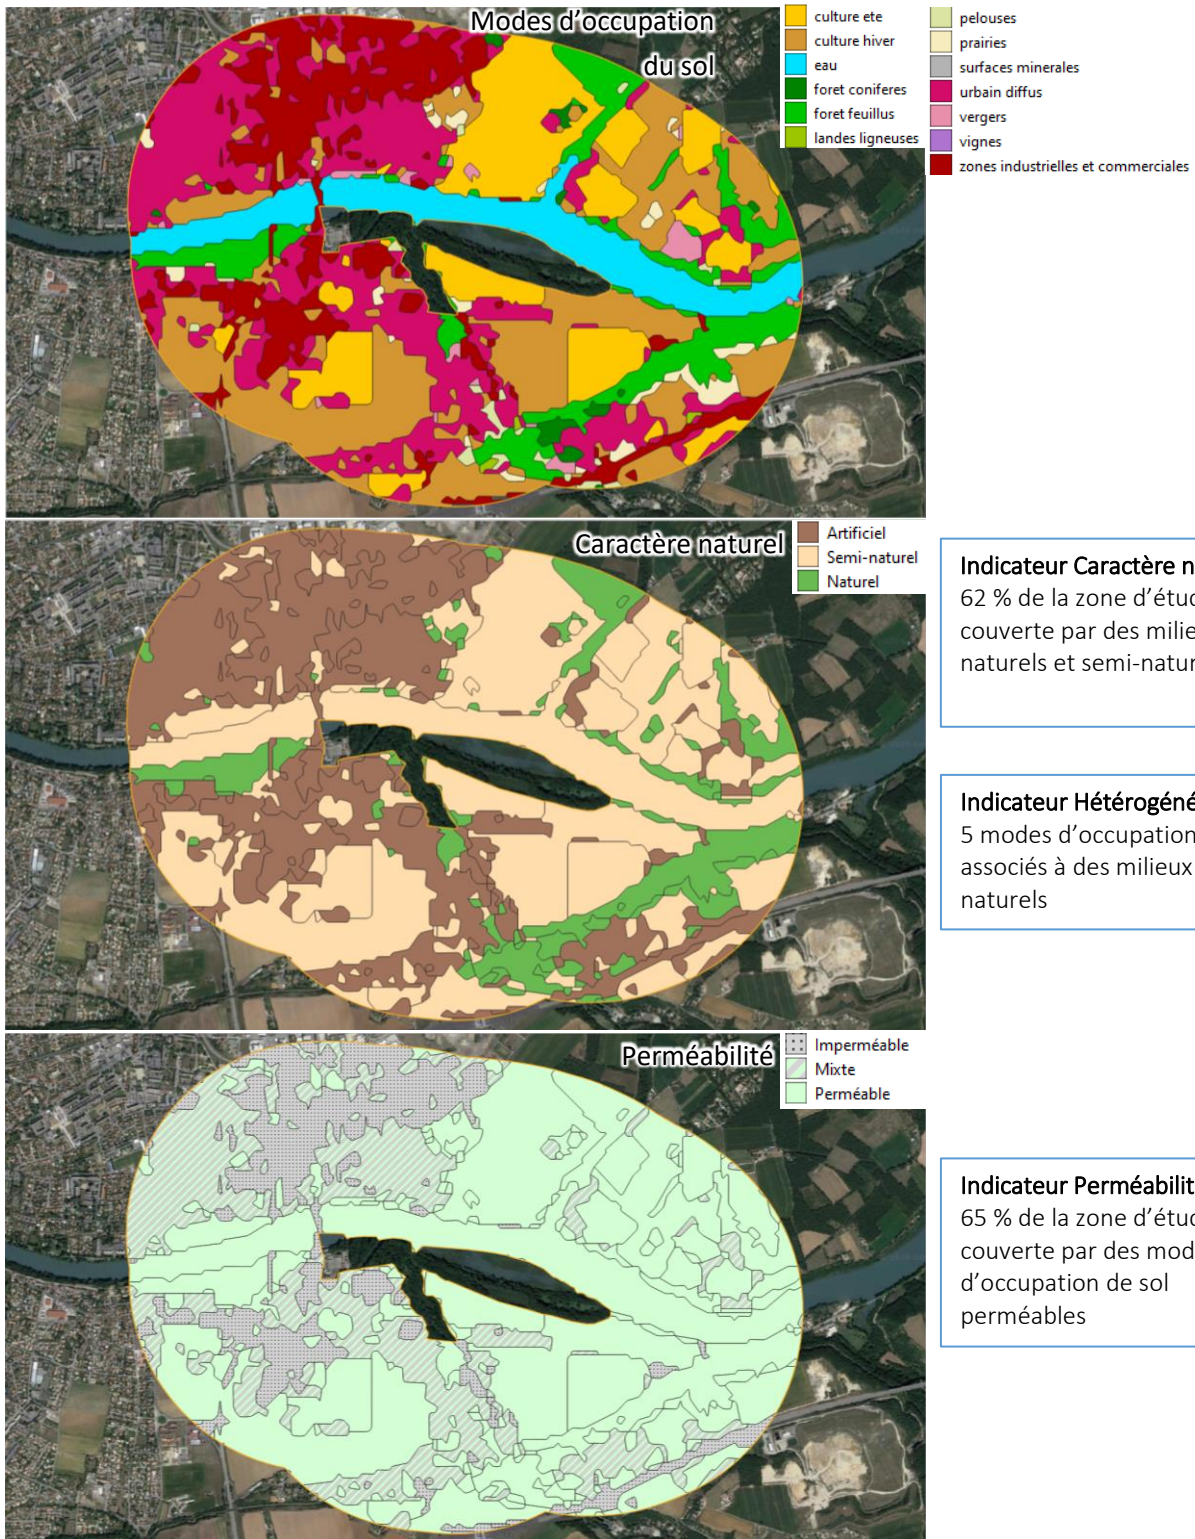 Modes d'occupation
du sol
culture ete
culture hiver
eau
foret coniferes
foret feuillus
landes ligneuses
pelouses
prairies
surfaces minerales
urbain diffus
vergers
vignes
zones industrielles et commerciales
Caractère naturel
Artificiel
Semi-naturel
Naturel
Indicateur Caractère n
62 % de la zone d'étu
couverte par des milie
naturels et semi-natur
Indicateur Hétérogéné
5 modes d'occupation
associés à des milieux
naturels
Perméabilité
Imperméable
Mixte
Perméable
Indicateur Perméabilit
65 % de la zone d'étu
couverte par des mod
d'occupation de sol
perméables